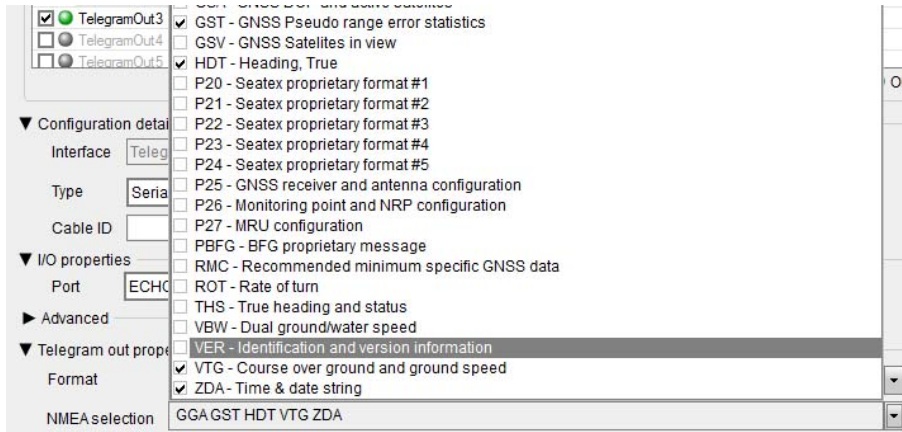 TelegramOut3
TelegramOut4
TelegramOut5
GST - GNSS Pseudo range error statistics
GSV - GNSS Satelites in view
HDT - Heading, True
P20 - Seatex proprietary format #1
P21 - Seatex proprietary format #2
P22 - Seatex proprietary format #3
P23 - Seatex proprietary format #4
P24 - Seatex proprietary format #5
P25 - GNSS receiver and antenna configuration
P26 - Monitoring point and NRP configuration
P27 - MRU configuration
PBFG - BFG proprietary message
RMC - Recommended minimum specific GNSS data
ROT - Rate of turn
THS - True heading and status
VBW - Dual ground/water speed
VER - Identification and version information
VTG - Course over ground and ground speed
ZDA - Time & date string
Configuration detai
Interface Teleg
Type Seria
Cable ID
I/O properties
Port ECHO
Advanced
Telegram out prope
Format
NMEA selection GGA GST HDT VTG ZDA